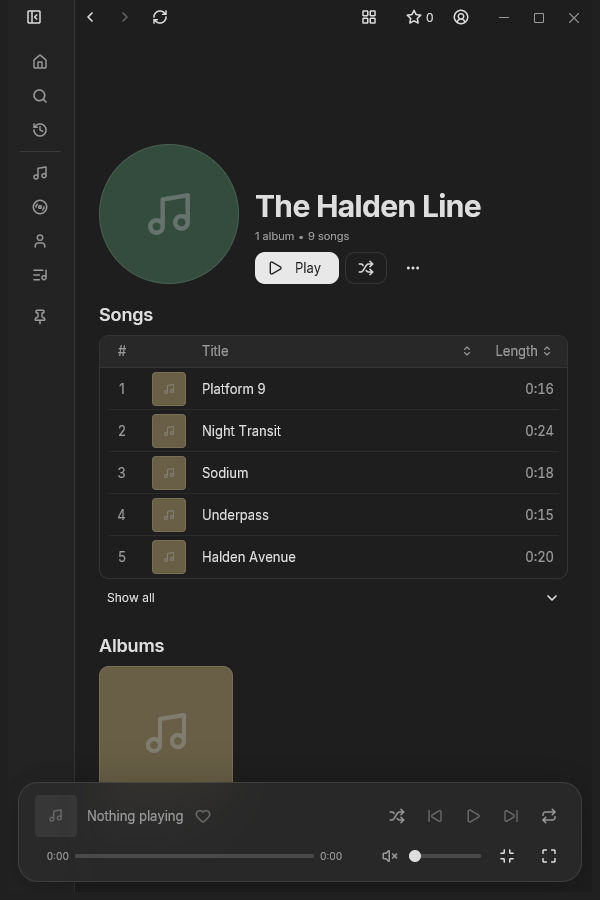 0
The Halden Line
1 album • 9 songs
Play
Songs
# Title Length
1 Platform 9 0:16
2 Night Transit 0:24
3 Sodium 0:18
4 Underpass 0:15
5 Halden Avenue 0:20
Show all
Albums
Nothing playing
0:00 0:00